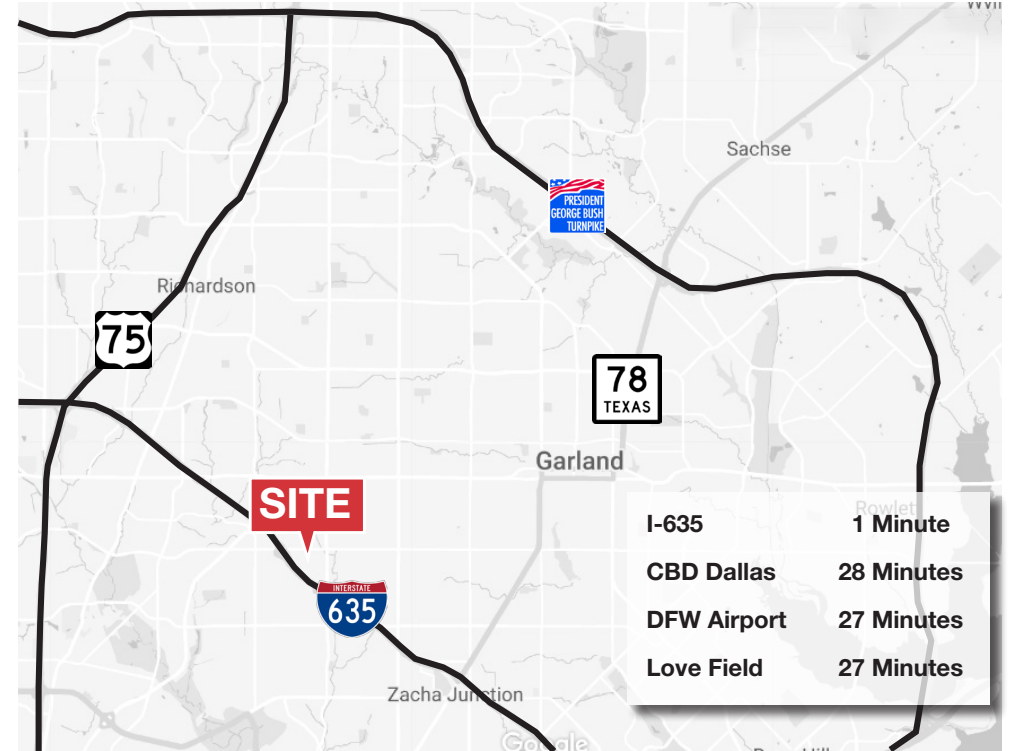 Sachse
PRESIDENT
GEORGE BUSH
TURNPIKE
Richardson
75
78
TEXAS
Garland
SITE
Rowlett
I-635 1 Minute
CBD Dallas 28 Minutes
DFW Airport 27 Minutes
Love Field 27 Minutes
INTERSTATE
635
Zacha Junction
Google